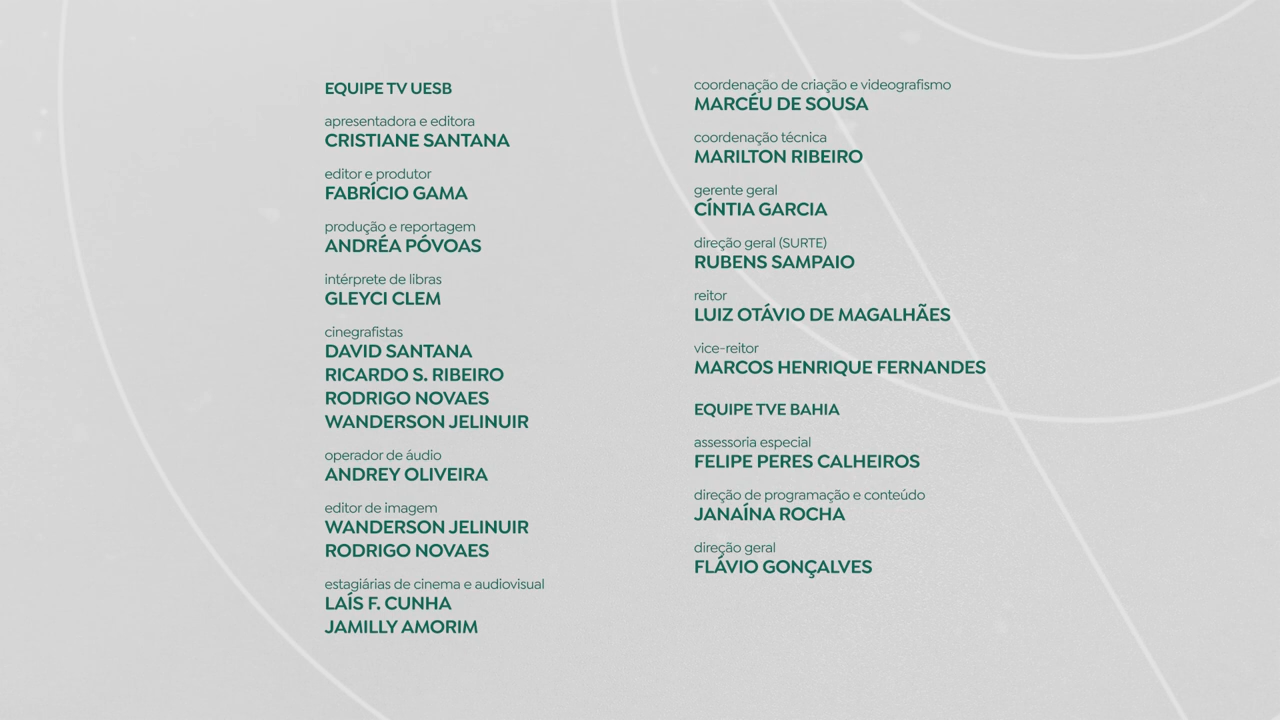 EQUIPE TV UESB
apresentadora e editora
CRISTIANE SANTANA
editor e produtor
FABRÍCIO GAMA
produção e reportagem
ANDRÉA PÓVOAS
intérprete de libras
GLEYCI CLEM
cinegrafistas
DAVID SANTANA
RICARDO S. RIBEIRO
RODRIGO NOVAES
WANDERSON JELINUIR
operador de áudio
ANDREY OLIVEIRA
editor de imagem
WANDERSON JELINUIR
RODRIGO NOVAES
estagiárias de cinema e audiovisual
LAÍS F. CUNHA
JAMILLY AMORIM
coordenação de criação e videografismo
MARCÉU DE SOUSA
coordenação técnica
MARILTON RIBEIRO
gerente geral
CÍNTIA GARCIA
direção geral (SURTE)
RUBENS SAMPAIO
reitor
LUIZ OTÁVIO DE MAGALHÃES
vice-reitor
MARCOS HENRIQUE FERNANDES
EQUIPE TVE BAHIA
assessoria especial
FELIPE PERES CALHEIROS
direção de programação e conteúdo
JANAÍNA ROCHA
direção geral
FLÁVIO GONÇALVES